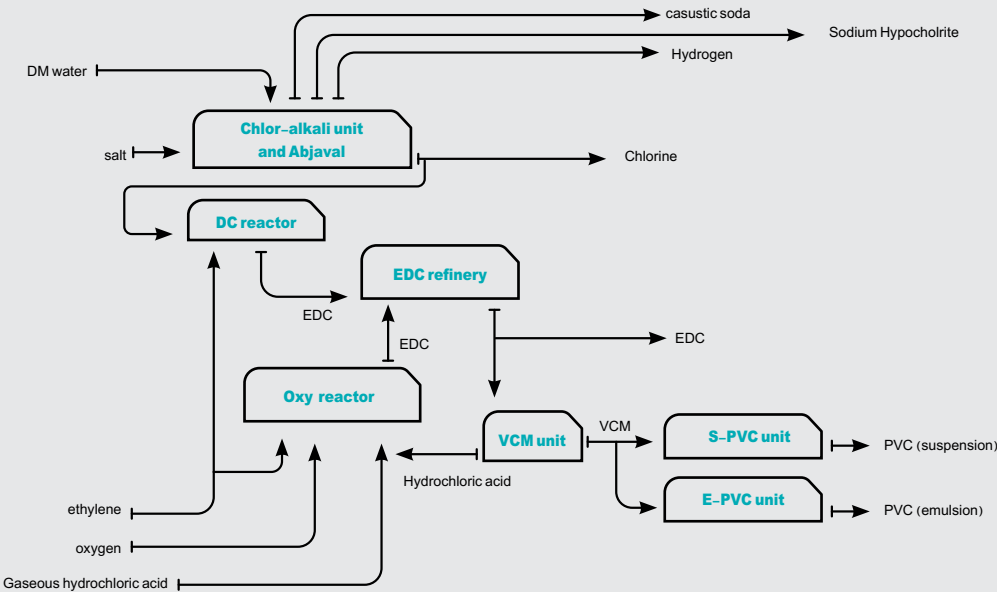 casustic soda
Sodium Hypocholrite
Hydrogen
DM water
Chlor-alkali unit
and Abjaval
salt
Chlorine
DC reactor
EDC refinery
EDC
EDC
EDC
Oxy reactor
VCM unit
VCM
S-PVC unit
PVC (suspension)
Hydrochloric acid
E-PVC unit
PVC (emulsion)
ethylene
oxygen
Gaseous hydrochloric acid